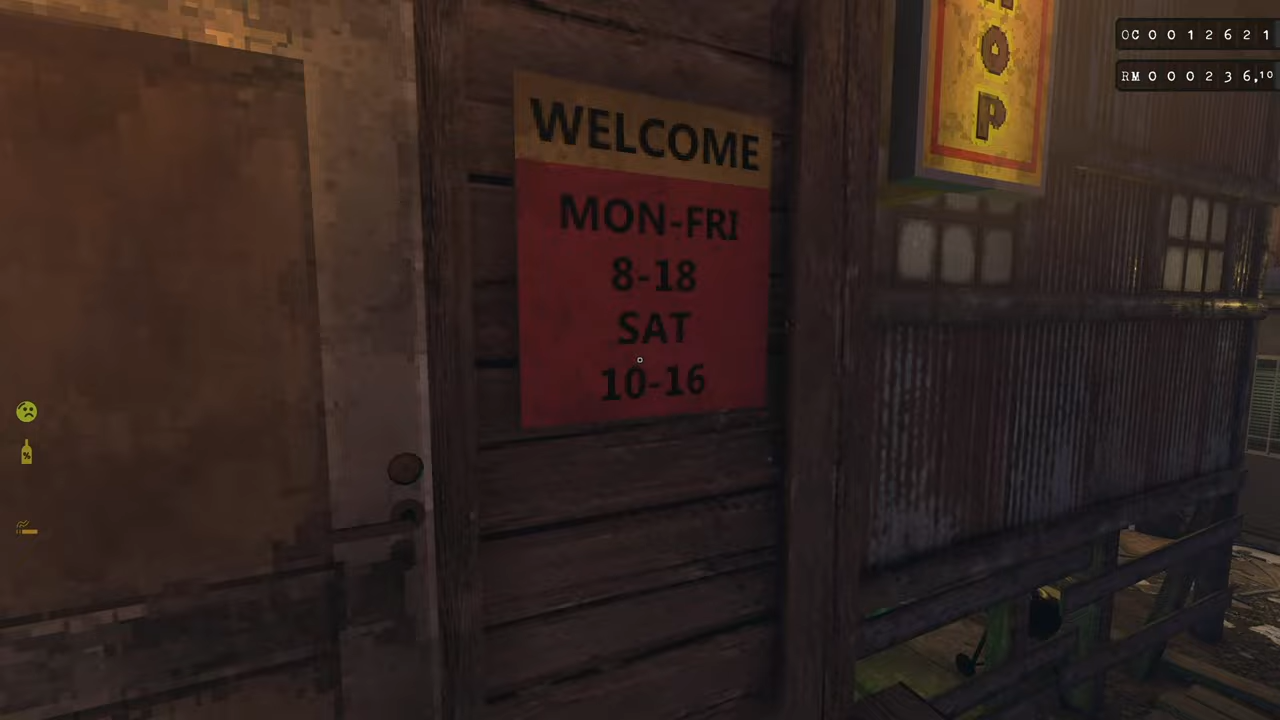 WELCOME
MON-FRI
8-18
SAT
10-16
OP
OC 0 0 1 2 6 2 1
RM 0 0 0 2 3 6,10